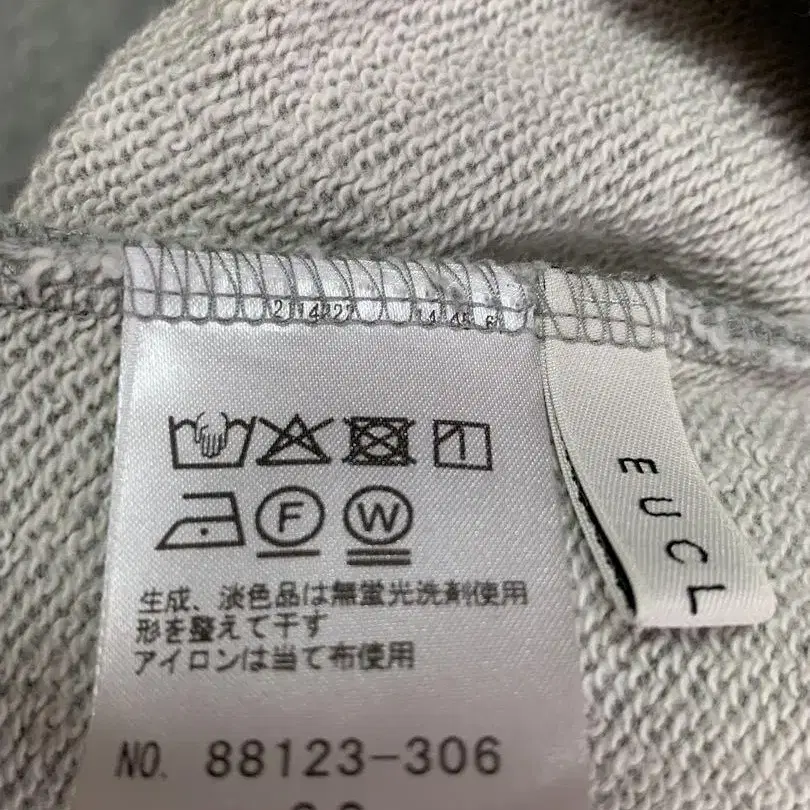 F W
生成、淡色品は無蛍光洗剤使用
形を整えて干す
アイロンは当て布使用
NO. 88123-306
EUCL